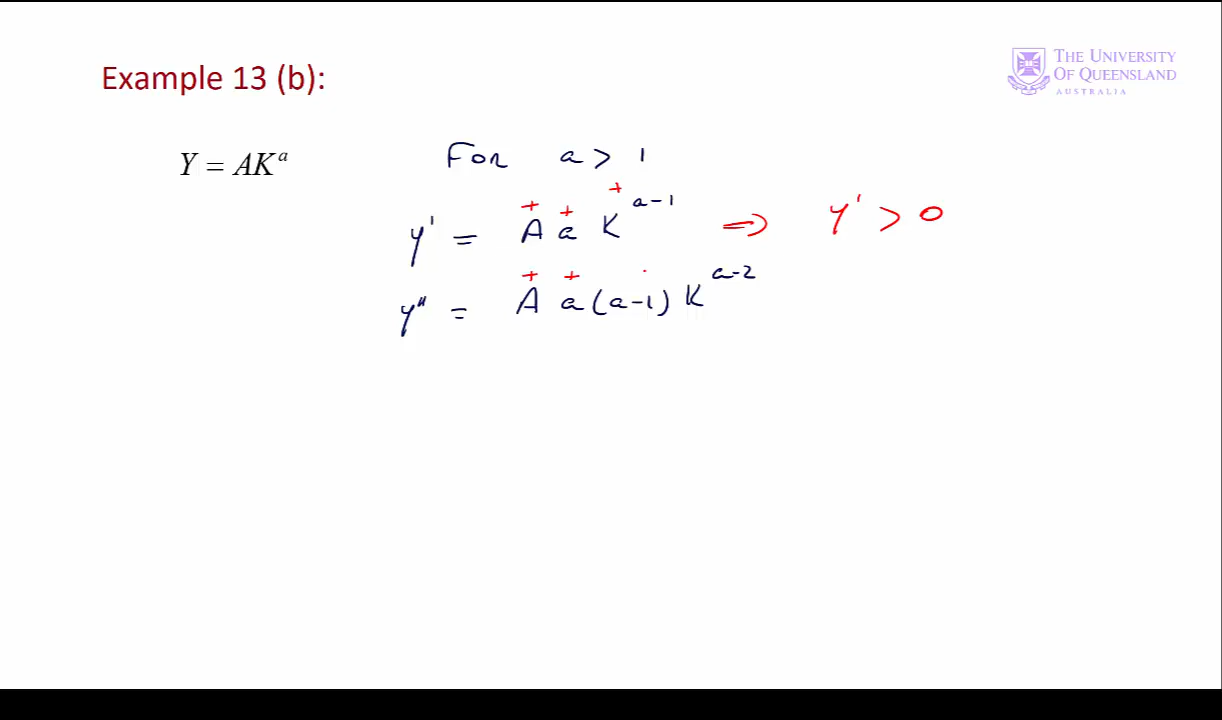 Example 13 (b):
THE UNIVERSITY
OF QUEENSLAND
AUSTRALIA
Y = AK^a
For a > 1
+ + +
y' = A a K^{a-1} ⇒ y' > 0
+ +
y'' = A a (a-1) K^{a-2}